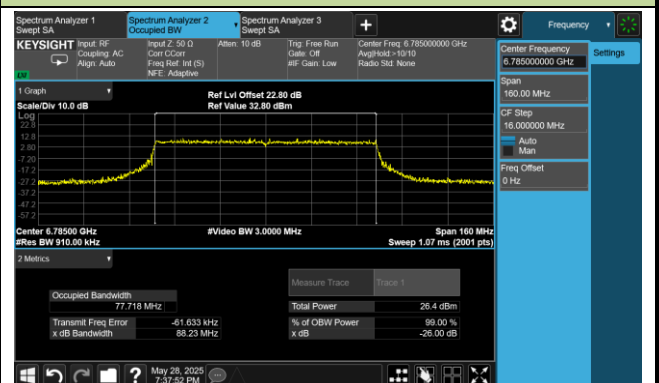 Spectrum Analyzer 1
Swept SA
Spectrum Analyzer 2
Occupied BW
Spectrum Analyzer 3
Swept SA
+
Frequency
KEYSIGHT
Input: RF
Coupling: AC
Align: Auto
Input Z: 50 Ω
Corr CCorr
Freq Ref: Int (S)
NFE: Adaptive
Atten: 10 dB
Trig: Free Run
Gate: Off
#IF Gain: Low
Center Freq: 6.785000000 GHz
Avg|Hold:>10/10
Radio Std: None
LXI
Center Frequency
6.785000000 GHz
Settings
Span
160.00 MHz
CF Step
16.000000 MHz
Auto
Man
Freq Offset
0 Hz
1 Graph
Scale/Div 10.0 dB
Ref Lvl Offset 22.80 dB
Ref Value 32.80 dBm
Log
22.8
12.8
2.80
-7.20
-17.2
-27.2
-37.2
-47.2
-57.2
Center 6.78500 GHz
#Res BW 910.00 kHz
#Video BW 3.0000 MHz
Span 160 MHz
Sweep 1.07 ms (2001 pts)
2 Metrics
Measure Trace Trace 1
Occupied Bandwidth
77.718 MHz
Total Power 26.4 dBm
Transmit Freq Error -61.633 kHz
% of OBW Power 99.00 %
x dB Bandwidth 88.23 MHz
x dB -26.00 dB
?
May 28, 2025
7:37:52 PM